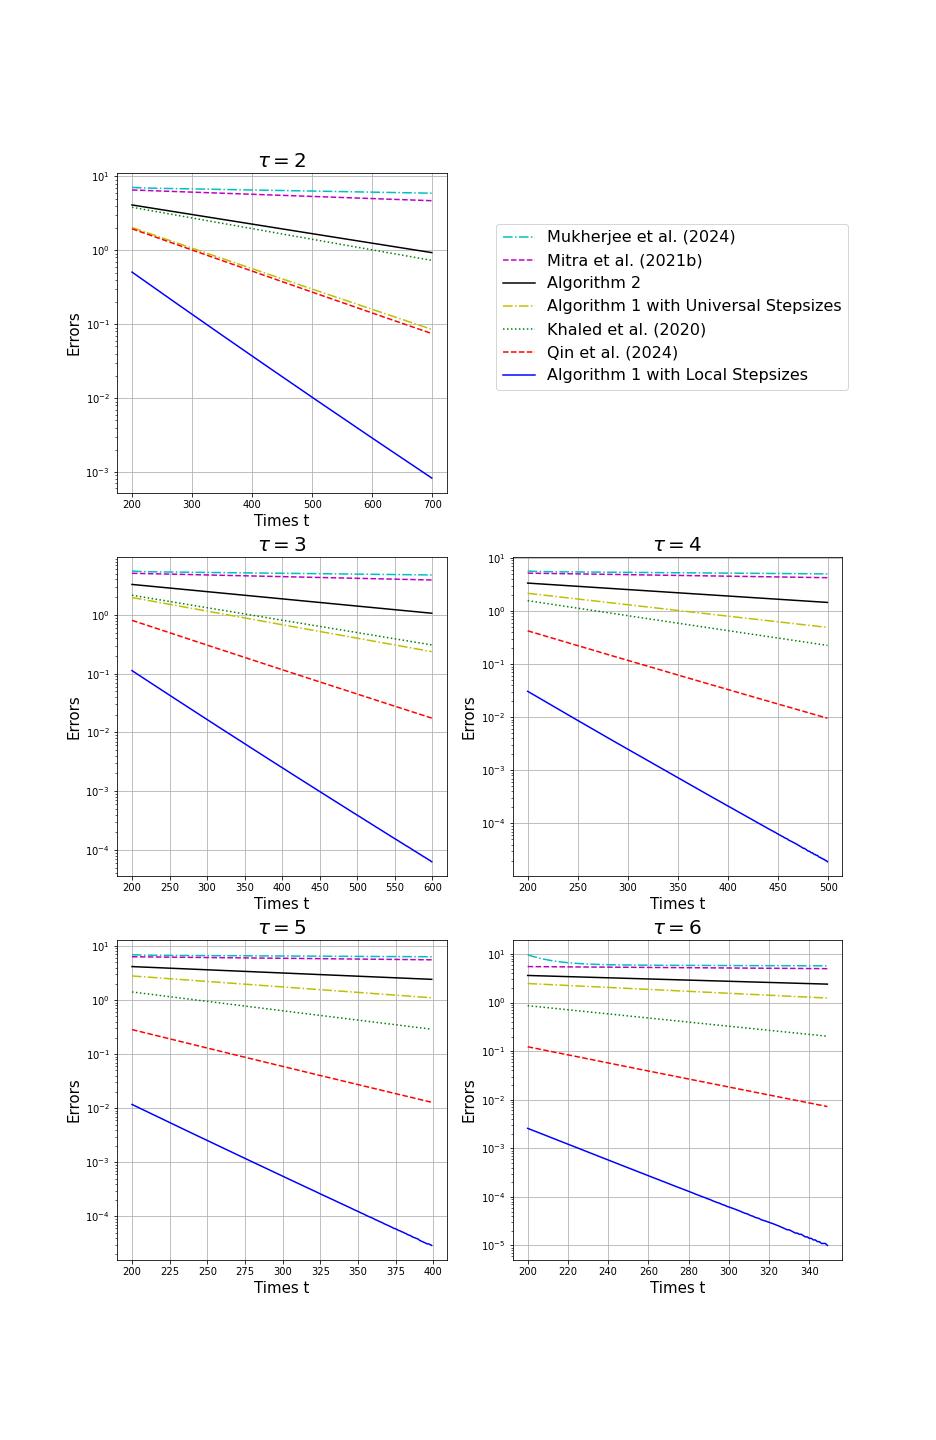 τ = 2
10¹
10⁰
10⁻¹
10⁻²
10⁻³
Errors
200 300 400 500 600 700
Times t
Mukherjee et al. (2024)
Mitra et al. (2021b)
Algorithm 2
Algorithm 1 with Universal Stepsizes
Khaled et al. (2020)
Qin et al. (2024)
Algorithm 1 with Local Stepsizes
τ = 3
10⁰
10⁻¹
10⁻²
10⁻³
10⁻⁴
Errors
200 250 300 350 400 450 500 550 600
Times t
τ = 4
10¹
10⁰
10⁻¹
10⁻²
10⁻³
10⁻⁴
Errors
200 250 300 350 400 450 500
Times t
τ = 5
10¹
10⁰
10⁻¹
10⁻²
10⁻³
10⁻⁴
Errors
200 225 250 275 300 325 350 375 400
Times t
τ = 6
10¹
10⁰
10⁻¹
10⁻²
10⁻³
10⁻⁴
10⁻⁵
Errors
200 220 240 260 280 300 320 340
Times t